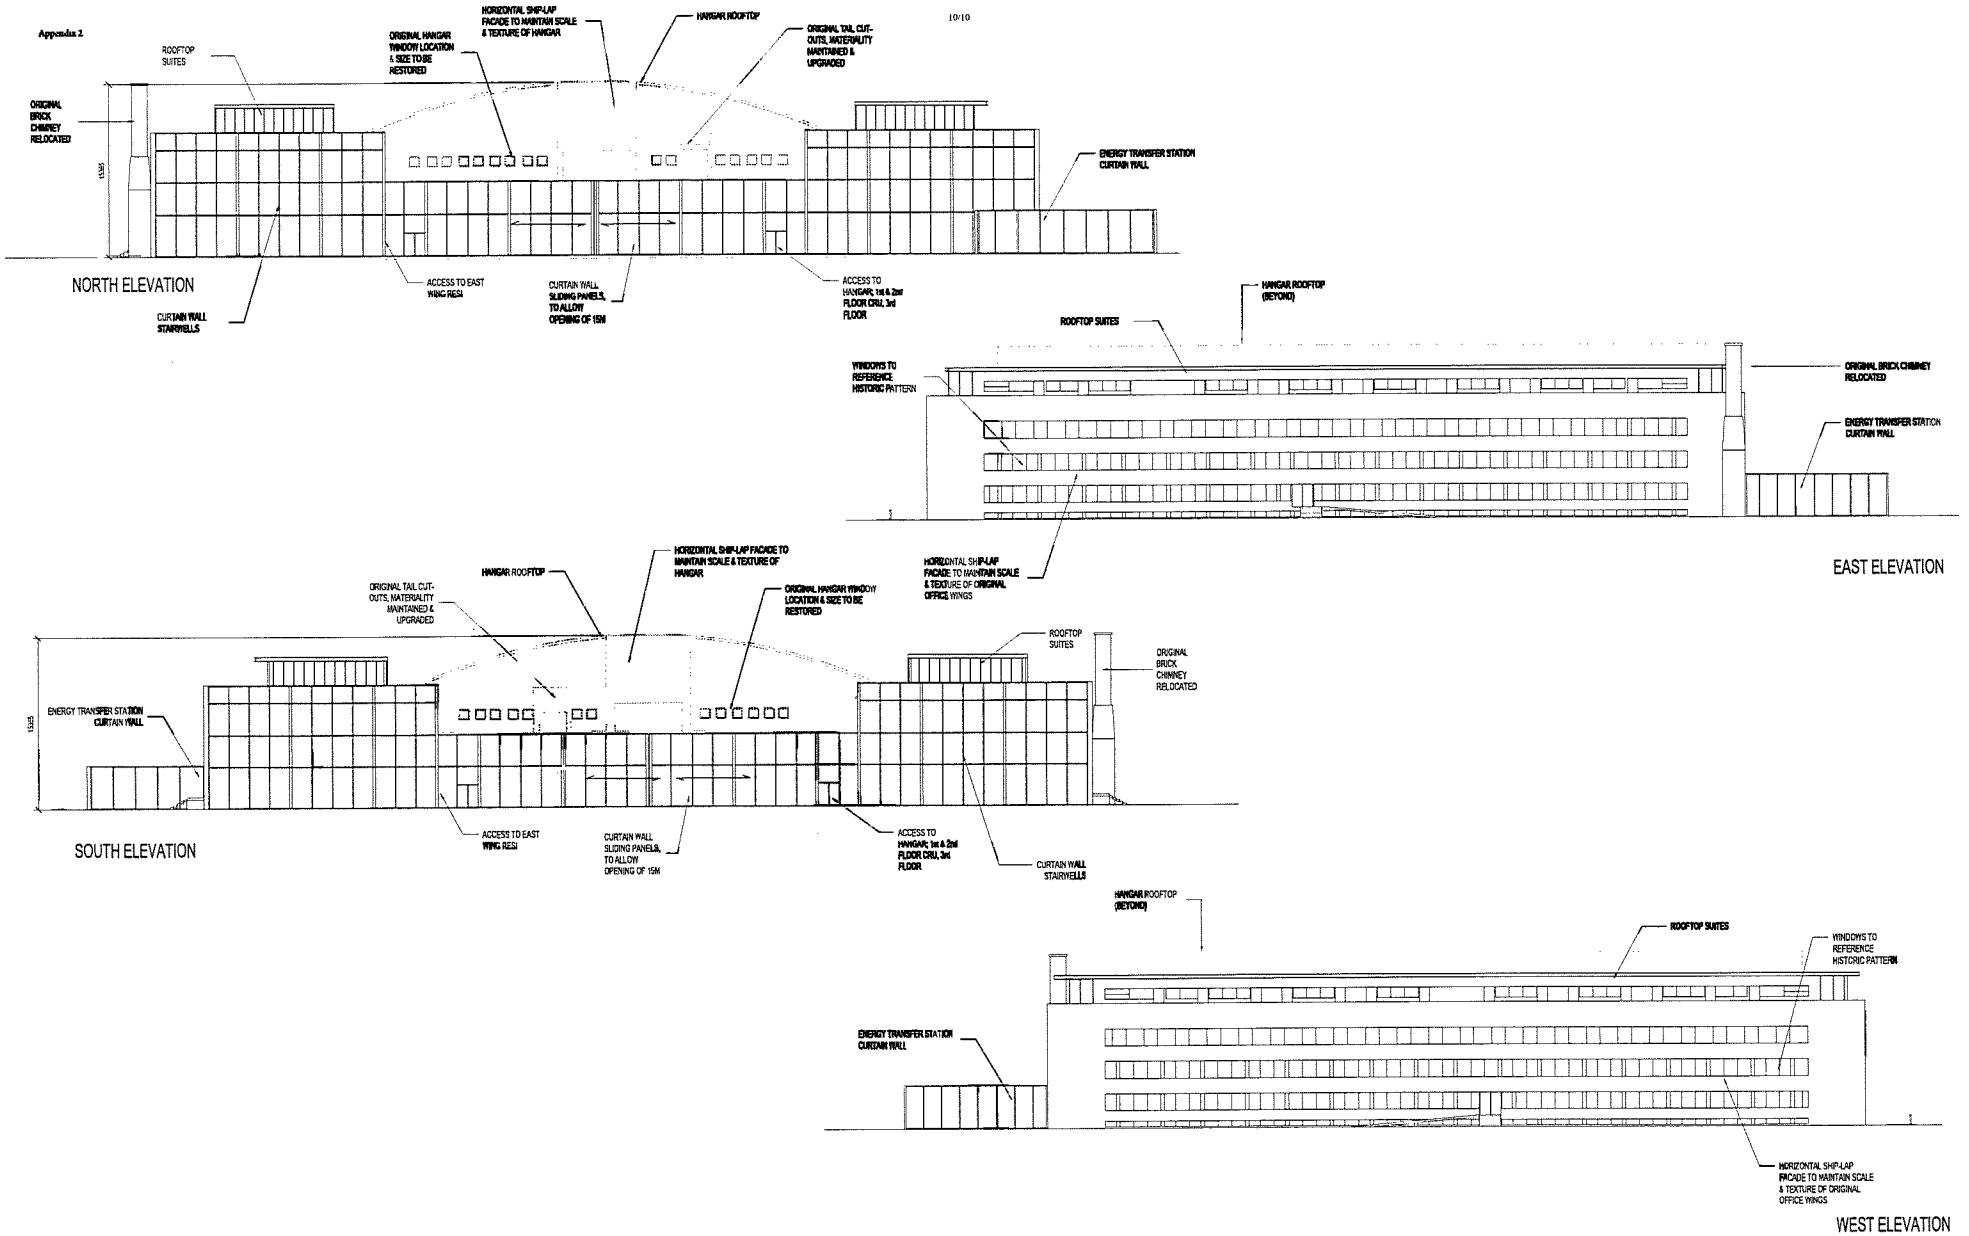 Appendix 2
10/10
ROOFTOP
SUITES
ORIGINAL HANGAR
WINDOW LOCATION
& SIZE TO BE
RESTORED
HORIZONTAL SHIP-LAP
FACADE TO MAINTAIN SCALE
& TEXTURE OF HANGAR
HANGAR ROOFTOP
ORIGINAL TAIL CUT-
OUTS, MATERIALITY
MAINTAINED &
UPGRADED
ORIGINAL
BRICK
CHIMNEY
RELOCATED
ENERGY TRANSFER STATION
CURTAIN WALL
NORTH ELEVATION
CURTAIN WALL
STAIRWELLS
ACCESS TO EAST
WING RESI
CURTAIN WALL
SLIDING PANELS,
TO ALLOW
OPENING OF 15M
ACCESS TO
HANGAR; 1st & 2nd
FLOOR CRU, 3rd
FLOOR
HANGAR ROOFTOP
(BEYOND)
ROOFTOP SUITES
WINDOWS TO
REFERENCE
HISTORIC PATTERN
ORIGINAL BRICK CHIMNEY
RELOCATED
ENERGY TRANSFER STATION
CURTAIN WALL
HORIZONTAL SHIP-LAP
FACADE TO MAINTAIN SCALE
& TEXTURE OF ORIGINAL
OFFICE WINGS
EAST ELEVATION
ORIGINAL TAIL CUT-
OUTS, MATERIALITY
MAINTAINED &
UPGRADED
HANGAR ROOFTOP
HORIZONTAL SHIP-LAP FACADE TO
MAINTAIN SCALE & TEXTURE OF
HANGAR
ORIGINAL HANGAR WINDOW
LOCATION & SIZE TO BE
RESTORED
ROOFTOP
SUITES
ORIGINAL
BRICK
CHIMNEY
RELOCATED
ENERGY TRANSFER STATION
CURTAIN WALL
SOUTH ELEVATION
ACCESS TO EAST
WING RESI
CURTAIN WALL
SLIDING PANELS,
TO ALLOW
OPENING OF 15M
ACCESS TO
HANGAR; 1st & 2nd
FLOOR CRU, 3rd
FLOOR
CURTAIN WALL
STAIRWELLS
HANGAR ROOFTOP
(BEYOND)
ROOFTOP SUITES
WINDOWS TO
REFERENCE
HISTORIC PATTERN
ENERGY TRANSFER STATION
CURTAIN WALL
HORIZONTAL SHIP-LAP
FACADE TO MAINTAIN SCALE
& TEXTURE OF ORIGINAL
OFFICE WINGS
WEST ELEVATION